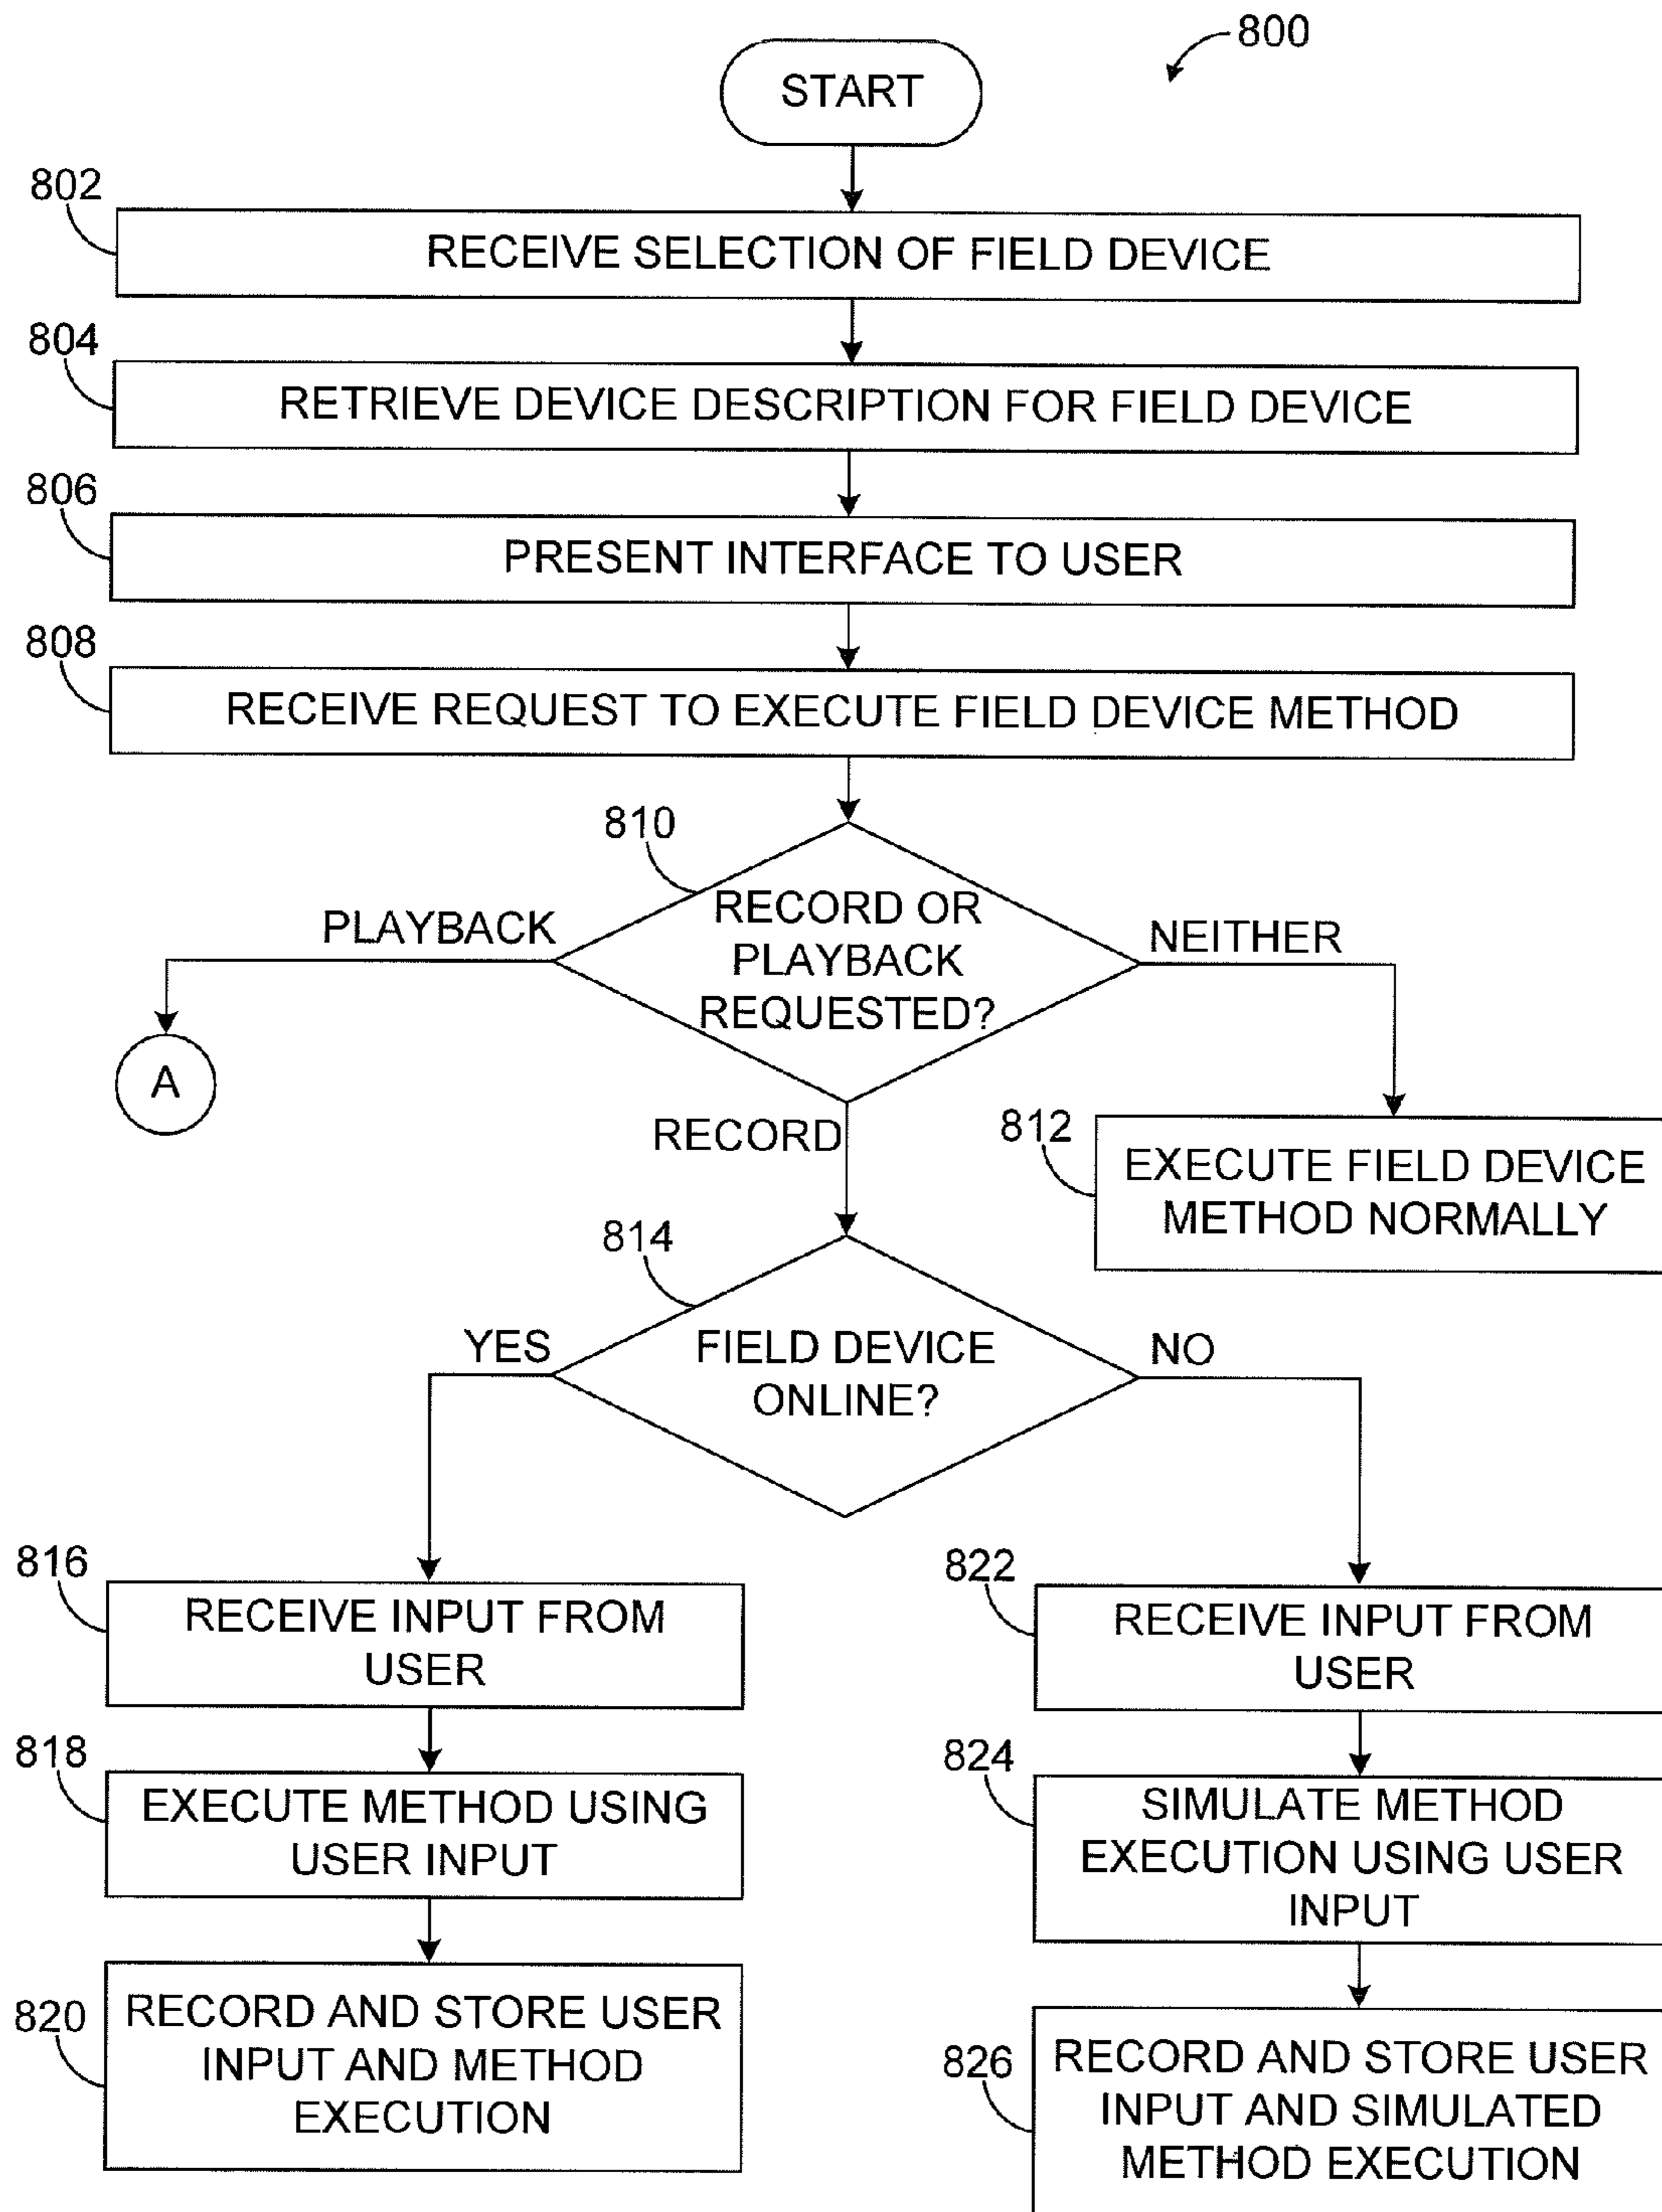 800
START
802
RECEIVE SELECTION OF FIELD DEVICE
804
RETRIEVE DEVICE DESCRIPTION FOR FIELD DEVICE
806
PRESENT INTERFACE TO USER
808
RECEIVE REQUEST TO EXECUTE FIELD DEVICE METHOD
810
RECORD OR
PLAYBACK
REQUESTED?
PLAYBACK
NEITHER
A
RECORD
812
EXECUTE FIELD DEVICE
METHOD NORMALLY
814
FIELD DEVICE
ONLINE?
YES
NO
816
RECEIVE INPUT FROM
USER
818
EXECUTE METHOD USING
USER INPUT
820
RECORD AND STORE USER
INPUT AND METHOD
EXECUTION
822
RECEIVE INPUT FROM
USER
824
SIMULATE METHOD
EXECUTION USING USER
INPUT
826
RECORD AND STORE USER
INPUT AND SIMULATED
METHOD EXECUTION